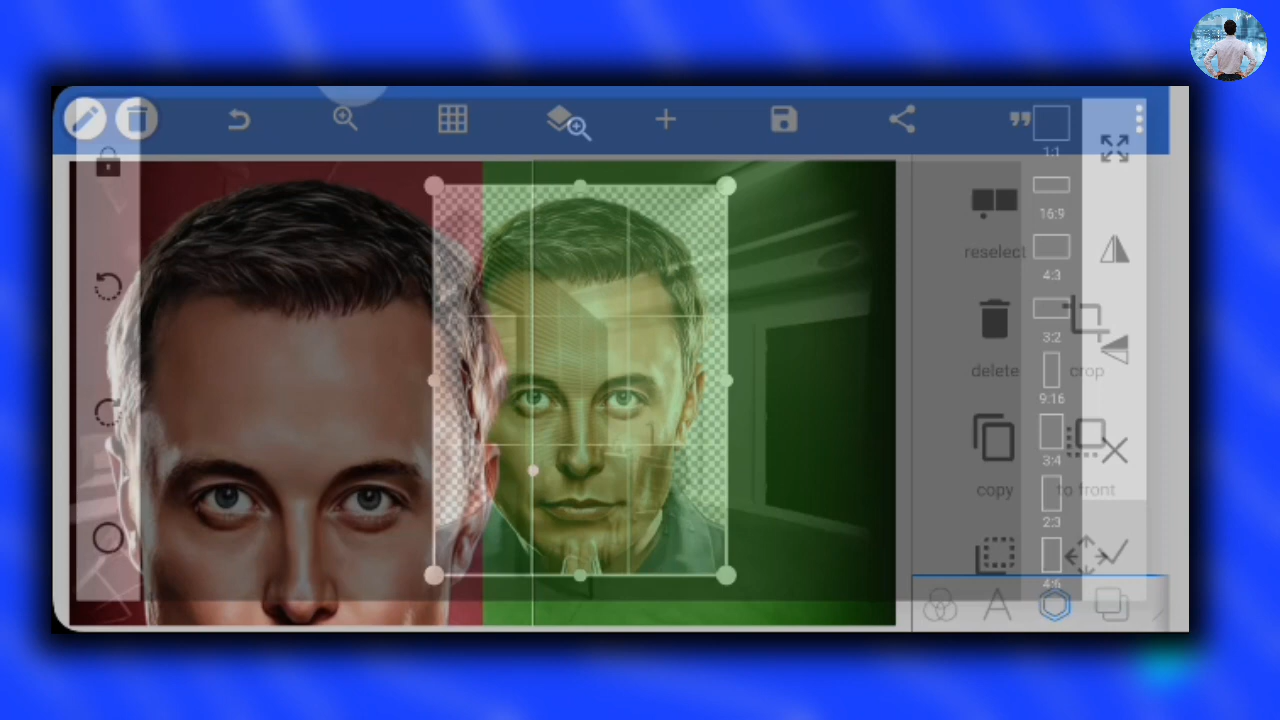 1:1
16:9
reselect
4:3
3:2
delete
crop
9:16
3:4
copy
to front
2:3
4:6
A